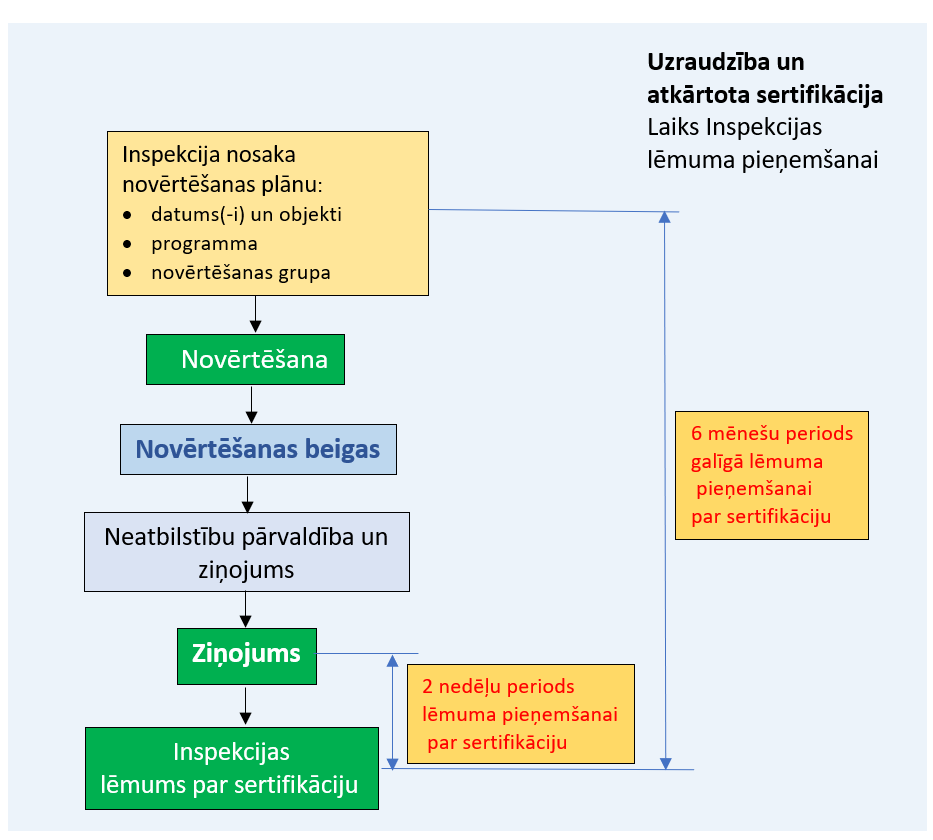 Uzraudzība un
atkārtota sertifikācija
Laiks Inspekcijas
lēmuma pieņemšanai
Inspekcija nosaka
novērtēšanas plānu:
• datums(-i) un objekti
• programma
• novērtēšanas grupa
Novērtēšana
Novērtēšanas beigas
6 mēnešu periods
galīgā lēmuma
pieņemšanai
par sertifikāciju
Neatbilstību pārvaldība un
ziņojums
Ziņojums
2 nedēļu periods
lēmuma pieņemšanai
par sertifikāciju
Inspekcijas
lēmums par sertifikāciju